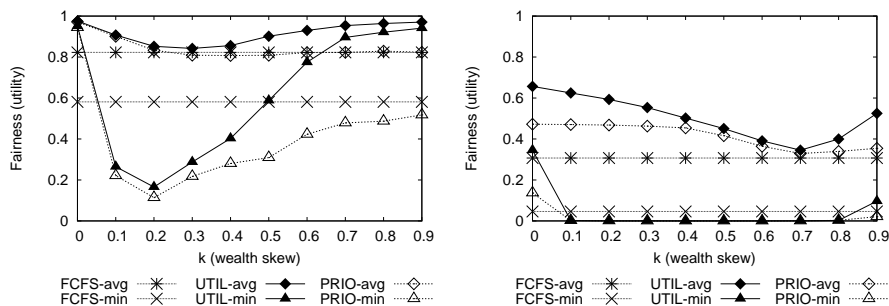 1
0.8
0.6
0.4
0.2
0
Fairness (utility)
0 0.1 0.2 0.3 0.4 0.5 0.6 0.7 0.8 0.9
k (wealth skew)
FCFS-avg UTIL-avg PRIO-avg
FCFS-min UTIL-min PRIO-min
1
0.8
0.6
0.4
0.2
0
Fairness (utility)
0 0.1 0.2 0.3 0.4 0.5 0.6 0.7 0.8 0.9
k (wealth skew)
FCFS-avg UTIL-avg PRIO-avg
FCFS-min UTIL-min PRIO-min